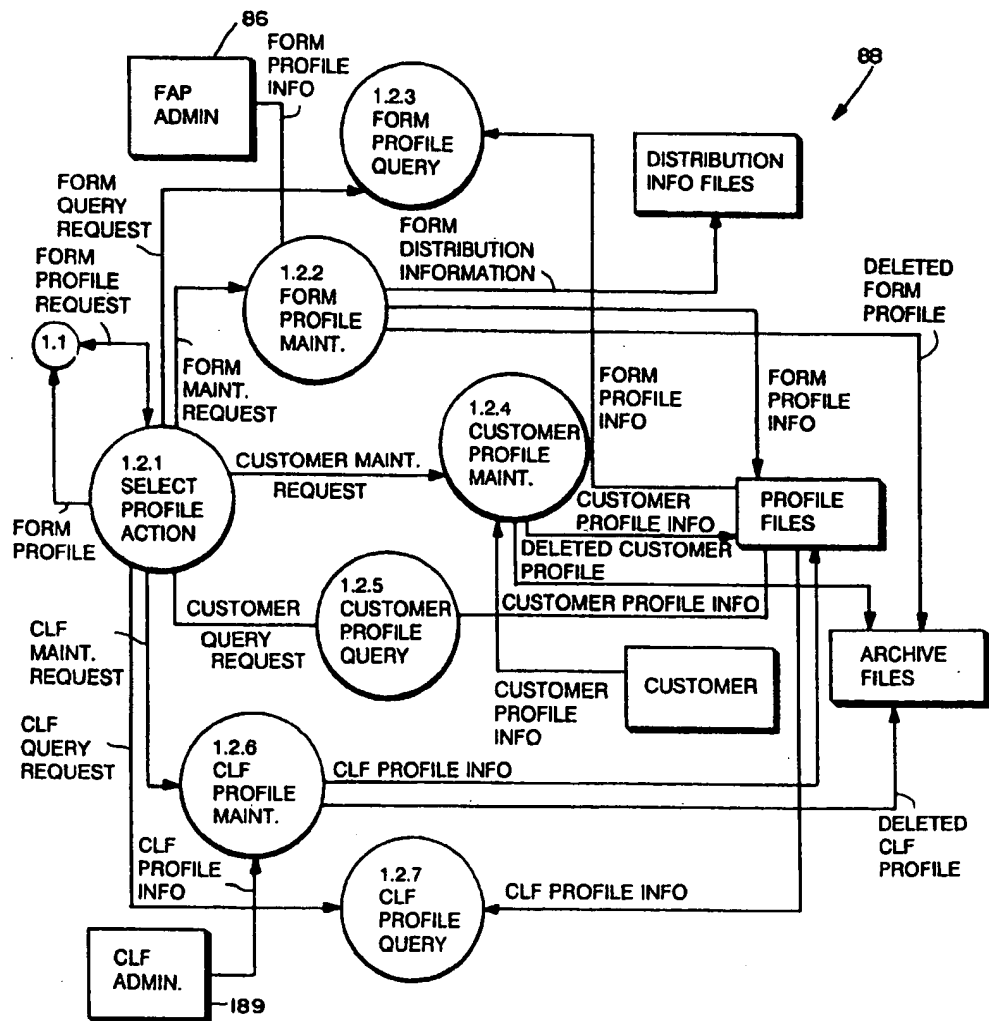 86
FORM
PROFILE
INFO
88
FAP
ADMIN
1.2.3
FORM
PROFILE
QUERY
DISTRIBUTION
INFO FILES
FORM
QUERY
REQUEST
FORM
DISTRIBUTION
INFORMATION
FORM
PROFILE
REQUEST
1.2.2
FORM
PROFILE
MAINT.
DELETED
FORM
PROFILE
1.1
FORM
MAINT.
REQUEST
FORM
PROFILE
INFO
FORM
PROFILE
INFO
1.2.4
CUSTOMER
PROFILE
MAINT.
1.2.1
SELECT
PROFILE
ACTION
CUSTOMER MAINT.
REQUEST
FORM
PROFILE
CUSTOMER
PROFILE INFO
PROFILE
FILES
DELETED CUSTOMER
PROFILE
1.2.5
CUSTOMER
PROFILE
QUERY
CUSTOMER
QUERY
REQUEST
CUSTOMER PROFILE INFO
CLF
MAINT.
REQUEST
ARCHIVE
FILES
CUSTOMER
PROFILE
INFO
CUSTOMER
CLF
QUERY
REQUEST
1.2.6
CLF
PROFILE
MAINT.
CLF PROFILE INFO
DELETED
CLF
PROFILE
CLF
PROFILE
INFO
1.2.7
CLF
PROFILE
QUERY
CLF PROFILE INFO
CLF
ADMIN.
189